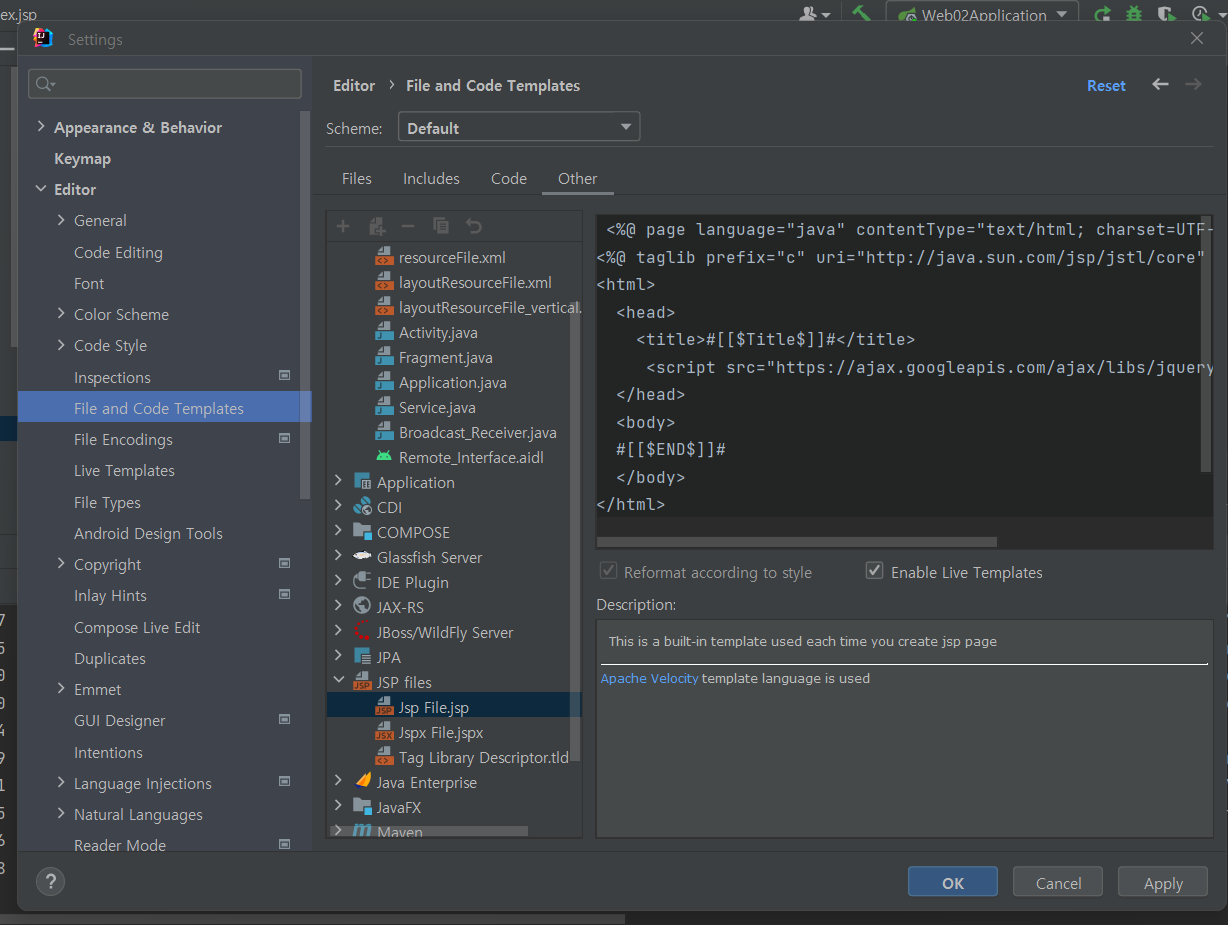 ex.jsp
Web02Application
Settings
Appearance & Behavior
Keymap
Editor
General
Code Editing
Font
Color Scheme
Code Style
Inspections
File and Code Templates
File Encodings
Live Templates
File Types
Android Design Tools
Copyright
Inlay Hints
Compose Live Edit
Duplicates
Emmet
GUI Designer
Intentions
Language Injections
Natural Languages
Reader Mode
Editor › File and Code Templates
Reset
Scheme: Default
Files Includes Code Other
resourceFile.xml
layoutResourceFile.xml
layoutResourceFile_vertical.
Activity.java
Fragment.java
Application.java
Service.java
Broadcast_Receiver.java
Remote_Interface.aidl
Application
CDI
COMPOSE
Glassfish Server
IDE Plugin
JAX-RS
JBoss/WildFly Server
JPA
JSP files
Jsp File.jsp
Jspx File.jspx
Tag Library Descriptor.tld
Java Enterprise
JavaFX
Maven
<%@ page language="java" contentType="text/html; charset=UTF-
<%@ taglib prefix="c" uri="http://java.sun.com/jsp/jstl/core"
<html>
<head>
<title>#[[$Title$]]#</title>
<script src="https://ajax.googleapis.com/ajax/libs/jquery
</head>
<body>
#[[$END$]]#
</body>
</html>
Reformat according to style
Enable Live Templates
Description:
This is a built-in template used each time you create jsp page
Apache Velocity template language is used
?
OK
Cancel
Apply